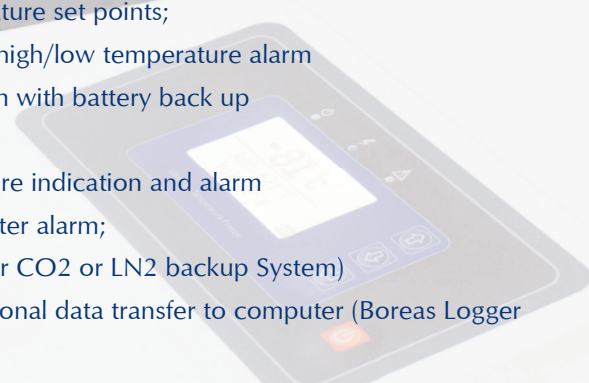 ture set points;
high/low temperature alarm
n with battery back up
re indication and alarm
ter alarm;
r CO2 or LN2 backup System)
onal data transfer to computer (Boreas Logger